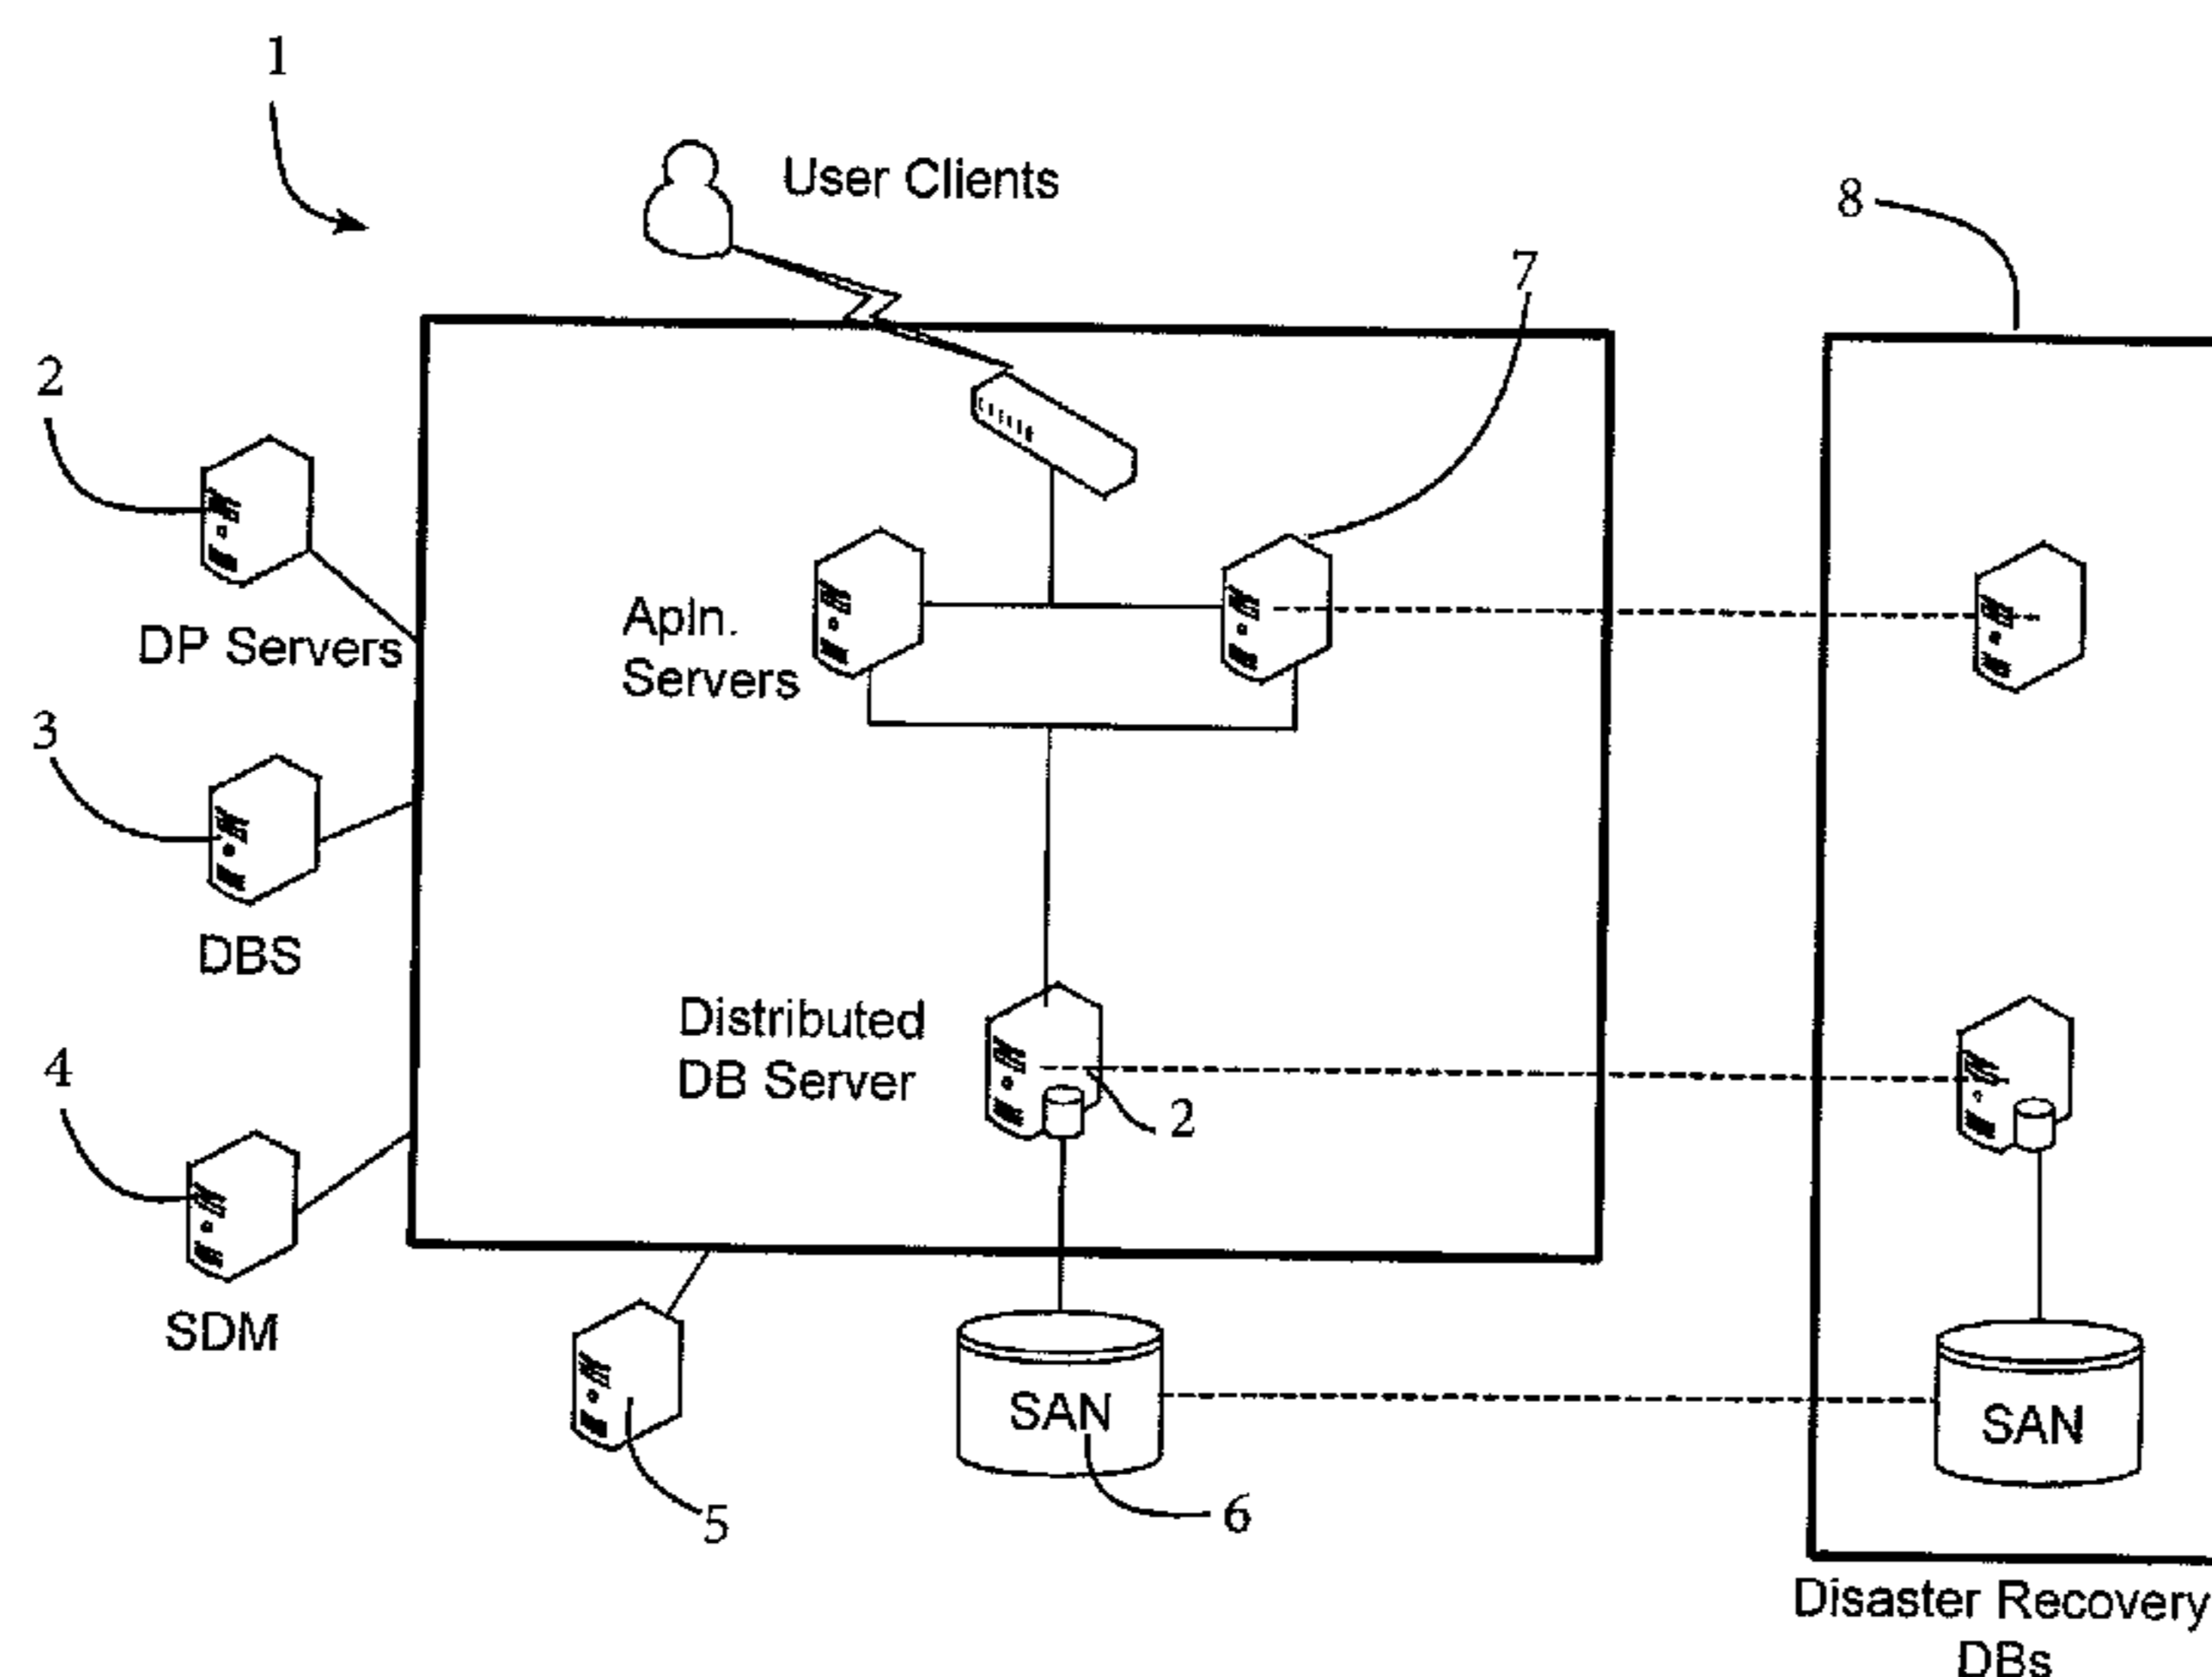 1
User Clients
8
7
2
DP Servers
Apln.
Servers
3
DBS
Distributed
DB Server
2
4
SDM
5
SAN
6
SAN
Disaster Recovery
DBs